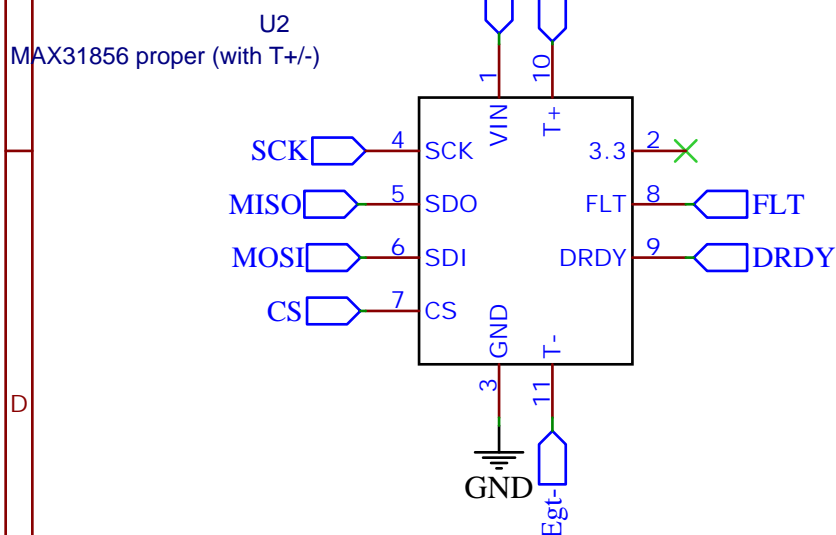 U2
MAX31856 proper (with T+/-)
1
10
VIN
T+
SCK
4
SCK
3.3
2
MISO
5
SDO
FLT
8
FLT
MOSI
6
SDI
DRDY
9
DRDY
CS
7
CS
GND
T-
3
11
D
GND
Egt-